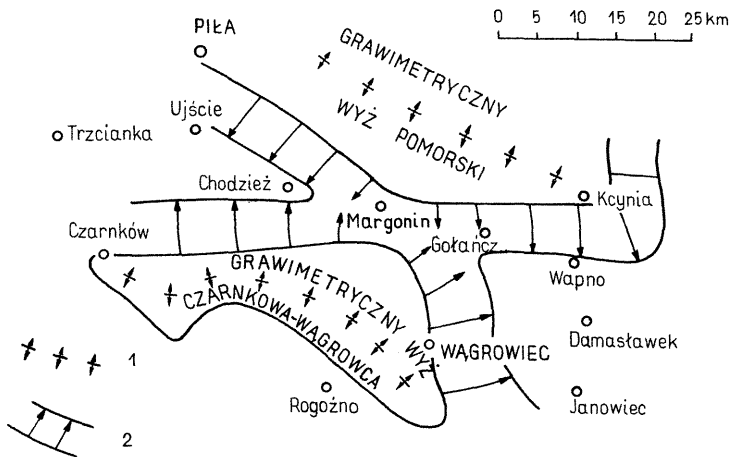 0 5 10 15 20 25 km
PIŁA
GRAWIMETRYCZNY
WYŻ POMORSKI
Ujście
Trzcianka
Chodzież
Kcynia
Margonin
Czarnków
Gołańcz
GRAWIMETRYCZNY WYŻ
CZARNKOWA-WĄGROWCA
Wapno
Damasławek
WĄGROWIEC
1
Rogoźno
Janowiec
2